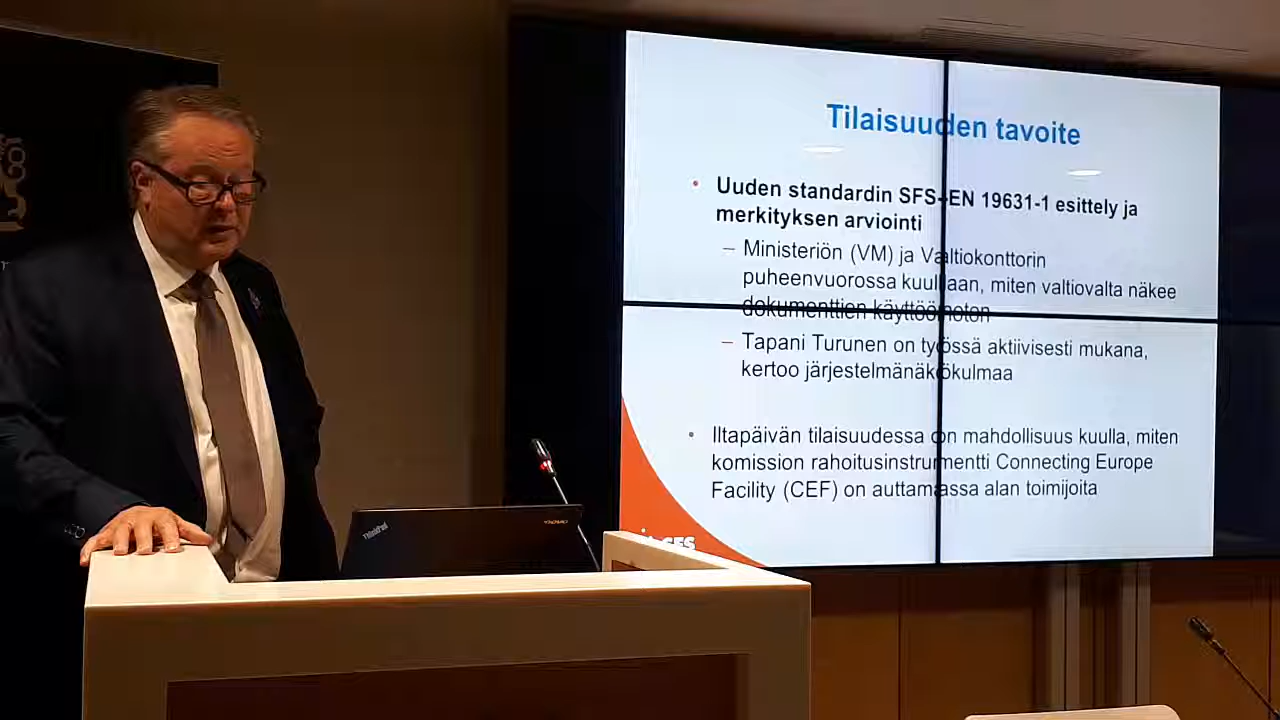 Tilaisuuden tavoite
• Uuden standardin SFS-EN 19631-1 esittely ja
merkityksen arviointi
– Ministeriön (VM) ja Valtiokonttorin
puheenvuorossa kuullaan, miten valtiovalta näkee
dokumenttien käyttöönoton
– Tapani Turunen on työssä aktiivisesti mukana,
kertoo järjestelmänäkökulmaa
• Iltapäivän tilaisuudessa on mahdollisuus kuulla, miten
komission rahoitusinstrumentti Connecting Europe
Facility (CEF) on auttamassa alan toimijoita
SFS
ThinkPad